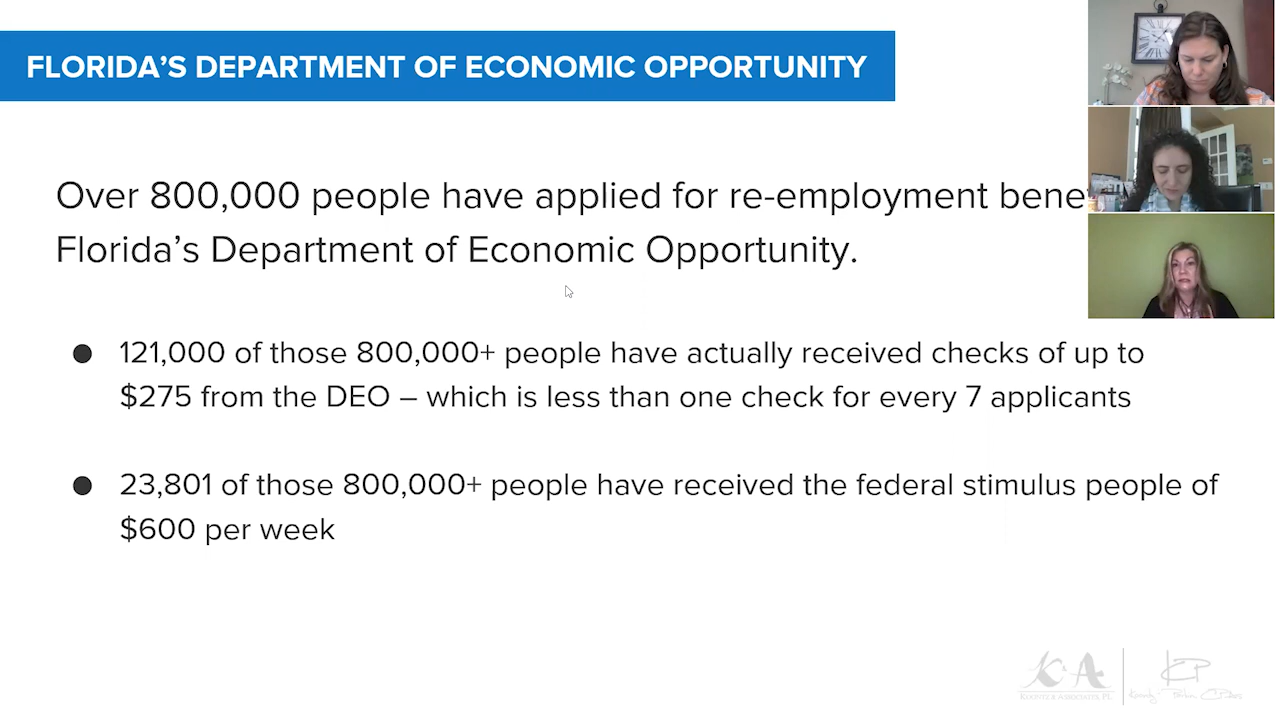 FLORIDA'S DEPARTMENT OF ECONOMIC OPPORTUNITY
Over 800,000 people have applied for re-employment bene
Florida's Department of Economic Opportunity.
● 121,000 of those 800,000+ people have actually received checks of up to
$275 from the DEO – which is less than one check for every 7 applicants
● 23,801 of those 800,000+ people have received the federal stimulus people of
$600 per week
K&A